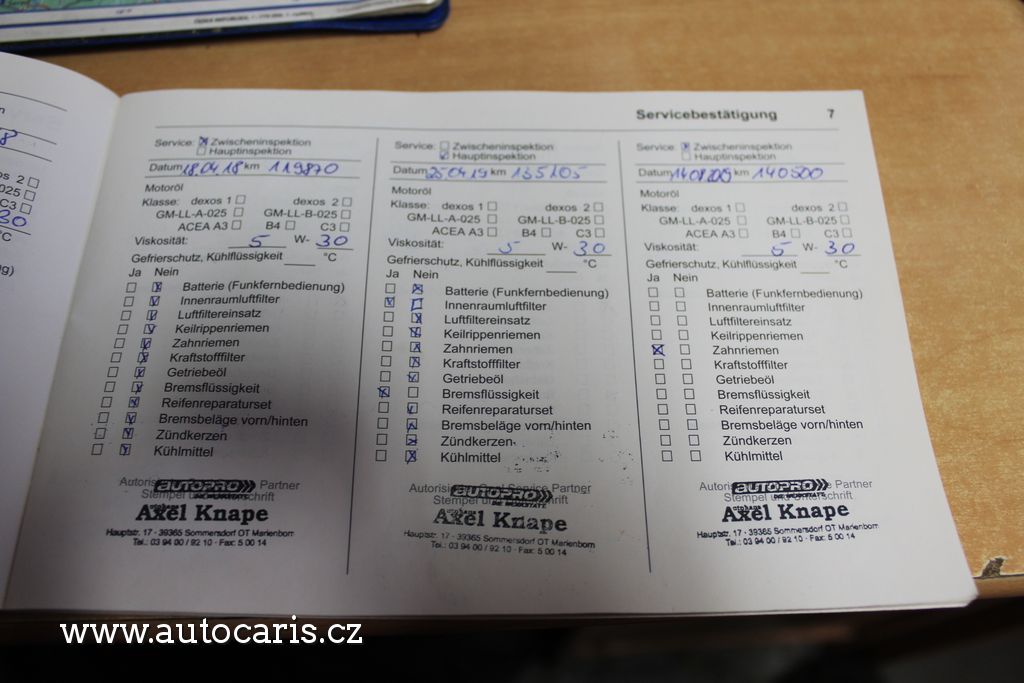 Servicebestätigung 7
Service: Zwischeninspektion
Hauptinspektion
Datum 18.04.18 km 119870
Motoröl
Klasse: dexos 1 dexos 2
GM-LL-A-025 GM-LL-B-025
ACEA A3 B4 C3
Viskosität: 5 W- 30
Gefrierschutz, Kühlflüssigkeit °C
Ja Nein
Batterie (Funkfernbedienung)
Innenraumluftfilter
Luftfiltereinsatz
Keilrippenriemen
Zahnriemen
Kraftstofffilter
Getriebeöl
Bremsflüssigkeit
Reifenreparaturset
Bremsbeläge vorn/hinten
Zündkerzen
Kühlmittel
Partner
Stempel
AUTOPRO
Axel Knape
Hauptstr. 17 - 39365 Sommersdorf OT Marienborn
Tel.: 03 94 00 / 92 10 - Fax: 5 00 14
Service: Zwischeninspektion
Hauptinspektion
Datum 25.04.19 km 135105
Motoröl
Klasse: dexos 1 dexos 2
GM-LL-A-025 GM-LL-B-025
ACEA A3 B4 C3
Viskosität: 5 W- 30
Gefrierschutz, Kühlflüssigkeit °C
Ja Nein
Batterie (Funkfernbedienung)
Innenraumluftfilter
Luftfiltereinsatz
Keilrippenriemen
Zahnriemen
Kraftstofffilter
Getriebeöl
Bremsflüssigkeit
Reifenreparaturset
Bremsbeläge vorn/hinten
Zündkerzen
Kühlmittel
Service Partner
Stempel
AUTOPRO
Axel Knape
Hauptstr. 17 - 39365 Sommersdorf OT Marienborn
Tel.: 03 94 00 / 92 10 - Fax: 5 00 14
Service: Zwischeninspektion
Hauptinspektion
Datum km 140500
Motoröl
Klasse: dexos 1 dexos 2
GM-LL-A-025 GM-LL-B-025
ACEA A3 B4 C3
Viskosität: 5 W- 30
Gefrierschutz, Kühlflüssigkeit °C
Ja Nein
Batterie (Funkfernbedienung)
Innenraumluftfilter
Luftfiltereinsatz
Keilrippenriemen
Zahnriemen
Kraftstofffilter
Getriebeöl
Bremsflüssigkeit
Reifenreparaturset
Bremsbeläge vorn/hinten
Zündkerzen
Kühlmittel
Partner
Stempel
AUTOPRO
Axel Knape
Hauptstr. 17 - 39365 Sommersdorf OT Marienborn
Tel.: 03 94 00 / 92 10 - Fax: 5 00 14
www.autocaris.cz